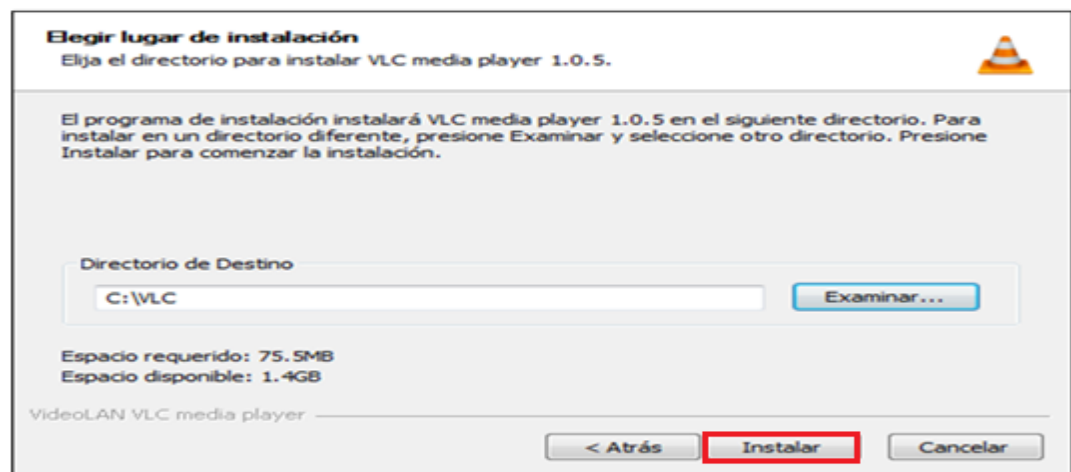 Elegir lugar de instalación
Elija el directorio para instalar VLC media player 1.0.5.
El programa de instalación instalará VLC media player 1.0.5 en el siguiente directorio. Para
instalar en un directorio diferente, presione Examinar y seleccione otro directorio. Presione
Instalar para comenzar la instalación.
Directorio de Destino
C:\VLC
Examinar...
Espacio requerido: 75.5MB
Espacio disponible: 1.4GB
VideoLAN VLC media player
< Atrás
Instalar
Cancelar